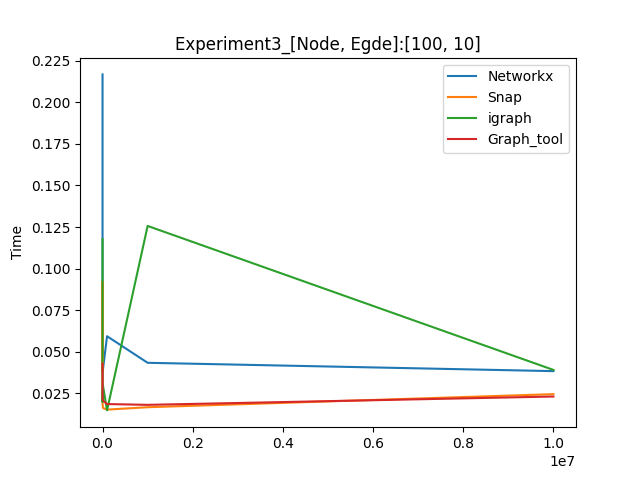 Experiment3_[Node, Egde]:[100, 10]
0.225
0.200
0.175
0.150
0.125
0.100
0.075
0.050
0.025
Time
Networkx
Snap
igraph
Graph_tool
0.0 0.2 0.4 0.6 0.8 1.0
1e7